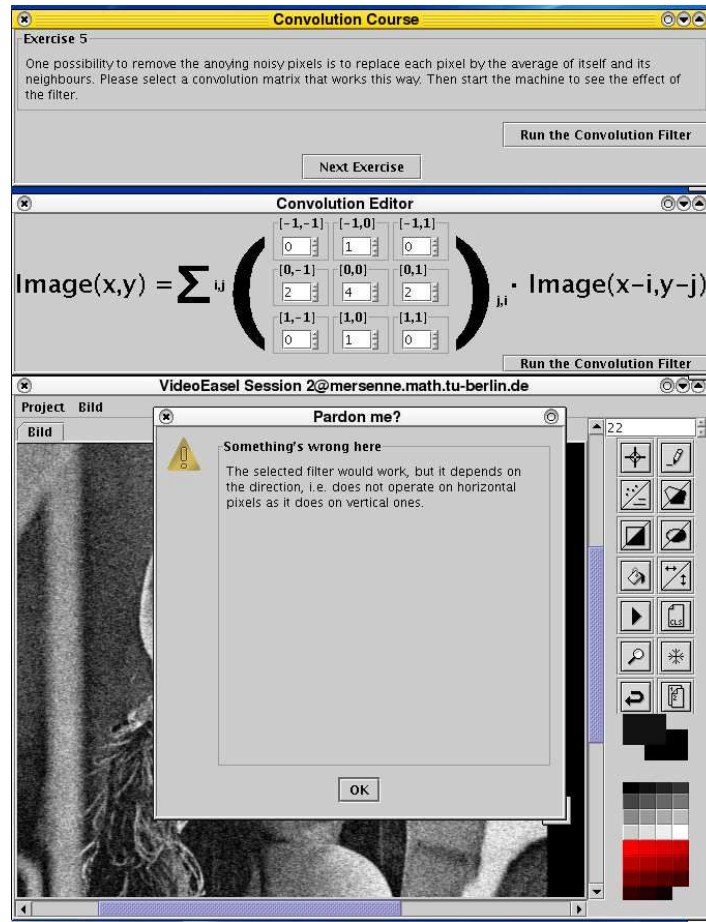 Convolution Course
Exercise 5
One possibility to remove the anoying noisy pixels is to replace each pixel by the average of itself and its
neighbours. Please select a convolution matrix that works this way. Then start the machine to see the effect of
the filter.
Run the Convolution Filter
Next Exercise
Convolution Editor
[-1,-1] [-1,0] [-1,1]
0 1 0
[0,-1] [0,0] [0,1]
Image(x,y) = Σ i,j ( 2 4 2 ) j,i · Image(x-i,y-j)
[1,-1] [1,0] [1,1]
0 1 0
Run the Convolution Filter
VideoEasel Session 2@mersenne.math.tu-berlin.de
Project Bild
Bild
Pardon me?
22
Something's wrong here
The selected filter would work, but it depends on
the direction, i.e. does not operate on horizontal
pixels as it does on vertical ones.
CLS
OK